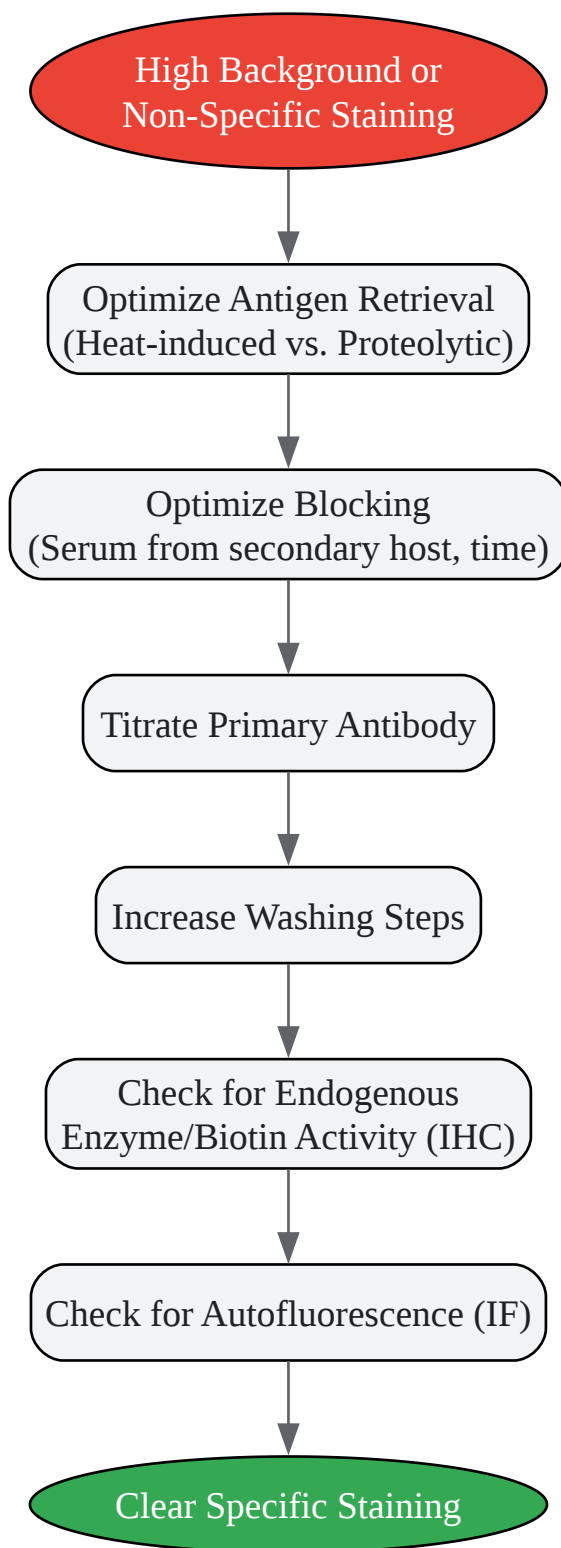 High Background or
Non-Specific Staining
Optimize Antigen Retrieval
(Heat-induced vs. Proteolytic)
Optimize Blocking
(Serum from secondary host, time)
Titrate Primary Antibody
Increase Washing Steps
Check for Endogenous
Enzyme/Biotin Activity (IHC)
Check for Autofluorescence (IF)
Clear Specific Staining